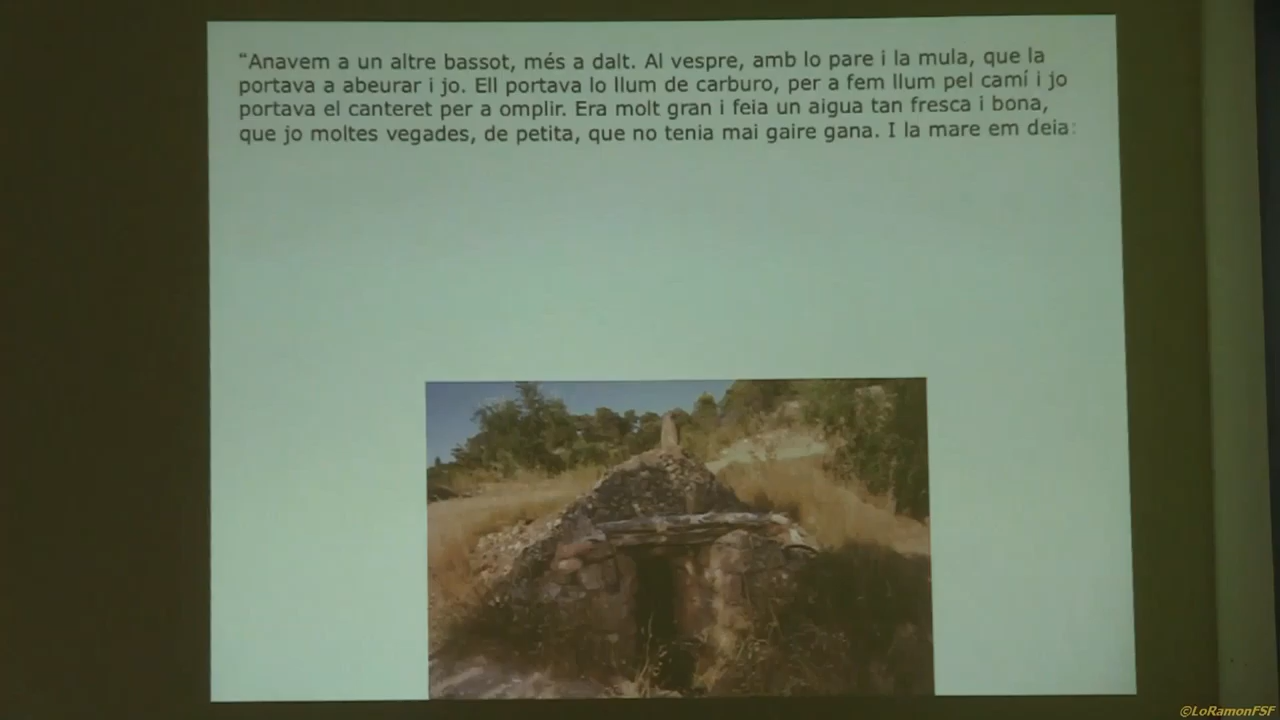 “Anavem a un altre bassot, més a dalt. Al vespre, amb lo pare i la mula, que la
portava a abeurar i jo. Ell portava lo llum de carburo, per a fem llum pel camí i jo
portava el canteret per a omplir. Era molt gran i feia un aigua tan fresca i bona,
que jo moltes vegades, de petita, que no tenia mai gaire gana. I la mare em deia:
©LoRamonFSF